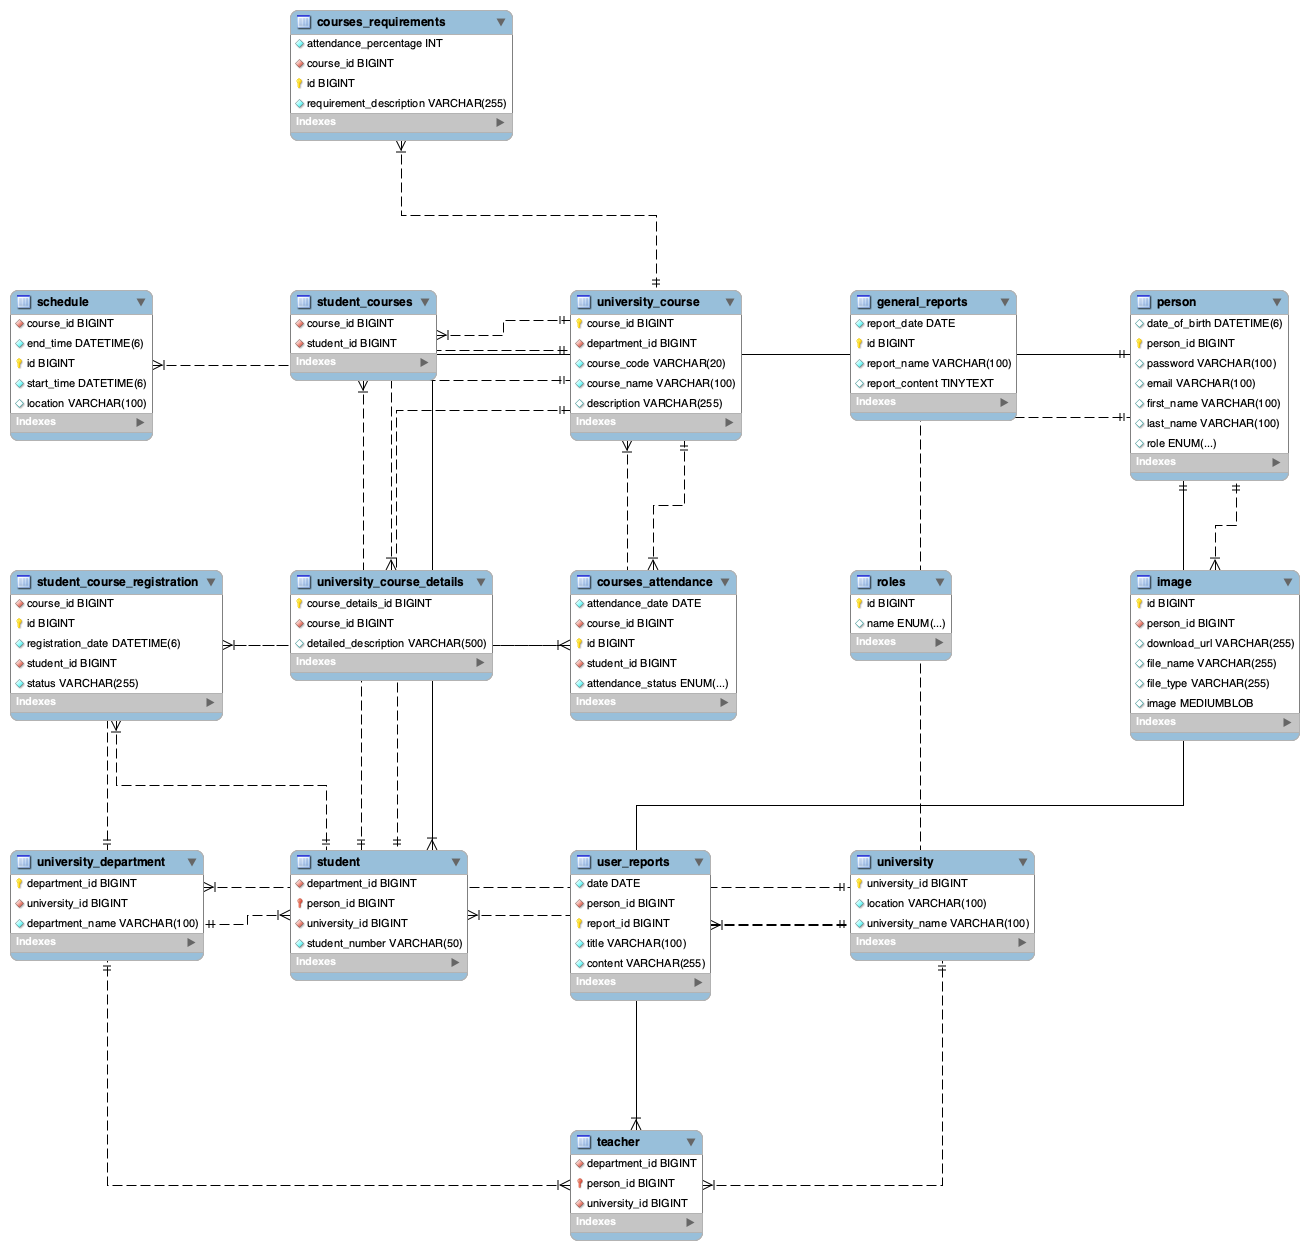 courses_requirements
attendance_percentage INT
course_id BIGINT
id BIGINT
requirement_description VARCHAR(255)
Indexes
schedule
course_id BIGINT
end_time DATETIME(6)
id BIGINT
start_time DATETIME(6)
location VARCHAR(100)
Indexes
student_courses
course_id BIGINT
student_id BIGINT
Indexes
university_course
course_id BIGINT
department_id BIGINT
course_code VARCHAR(20)
course_name VARCHAR(100)
description VARCHAR(255)
Indexes
general_reports
report_date DATE
id BIGINT
report_name VARCHAR(100)
report_content TINYTEXT
Indexes
person
date_of_birth DATETIME(6)
person_id BIGINT
password VARCHAR(100)
email VARCHAR(100)
first_name VARCHAR(100)
last_name VARCHAR(100)
role ENUM(...)
Indexes
student_course_registration
course_id BIGINT
id BIGINT
registration_date DATETIME(6)
student_id BIGINT
status VARCHAR(255)
Indexes
university_course_details
course_details_id BIGINT
course_id BIGINT
detailed_description VARCHAR(500)
Indexes
courses_attendance
attendance_date DATE
course_id BIGINT
id BIGINT
student_id BIGINT
attendance_status ENUM(...)
Indexes
roles
id BIGINT
name ENUM(...)
Indexes
image
id BIGINT
person_id BIGINT
download_url VARCHAR(255)
file_name VARCHAR(255)
file_type VARCHAR(255)
image MEDIUMBLOB
Indexes
university_department
department_id BIGINT
university_id BIGINT
department_name VARCHAR(100)
Indexes
student
department_id BIGINT
person_id BIGINT
university_id BIGINT
student_number VARCHAR(50)
Indexes
user_reports
date DATE
person_id BIGINT
report_id BIGINT
title VARCHAR(100)
content VARCHAR(255)
Indexes
university
university_id BIGINT
location VARCHAR(100)
university_name VARCHAR(100)
Indexes
teacher
department_id BIGINT
person_id BIGINT
university_id BIGINT
Indexes